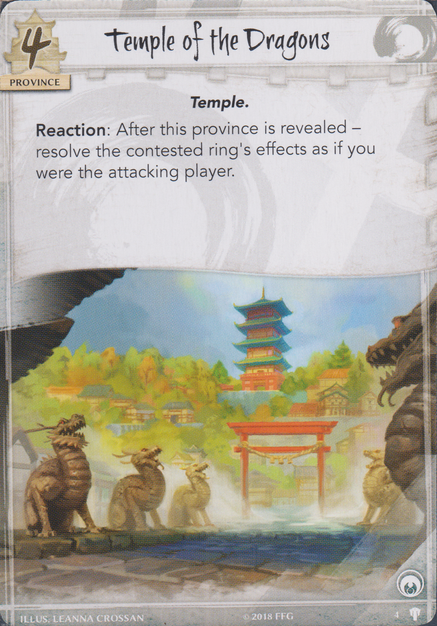 4
Temple of the Dragons
PROVINCE
Temple.
Reaction: After this province is revealed –
resolve the contested ring's effects as if you
were the attacking player.
ILLUS. LEANNA CROSSAN
©2018 FFG
4